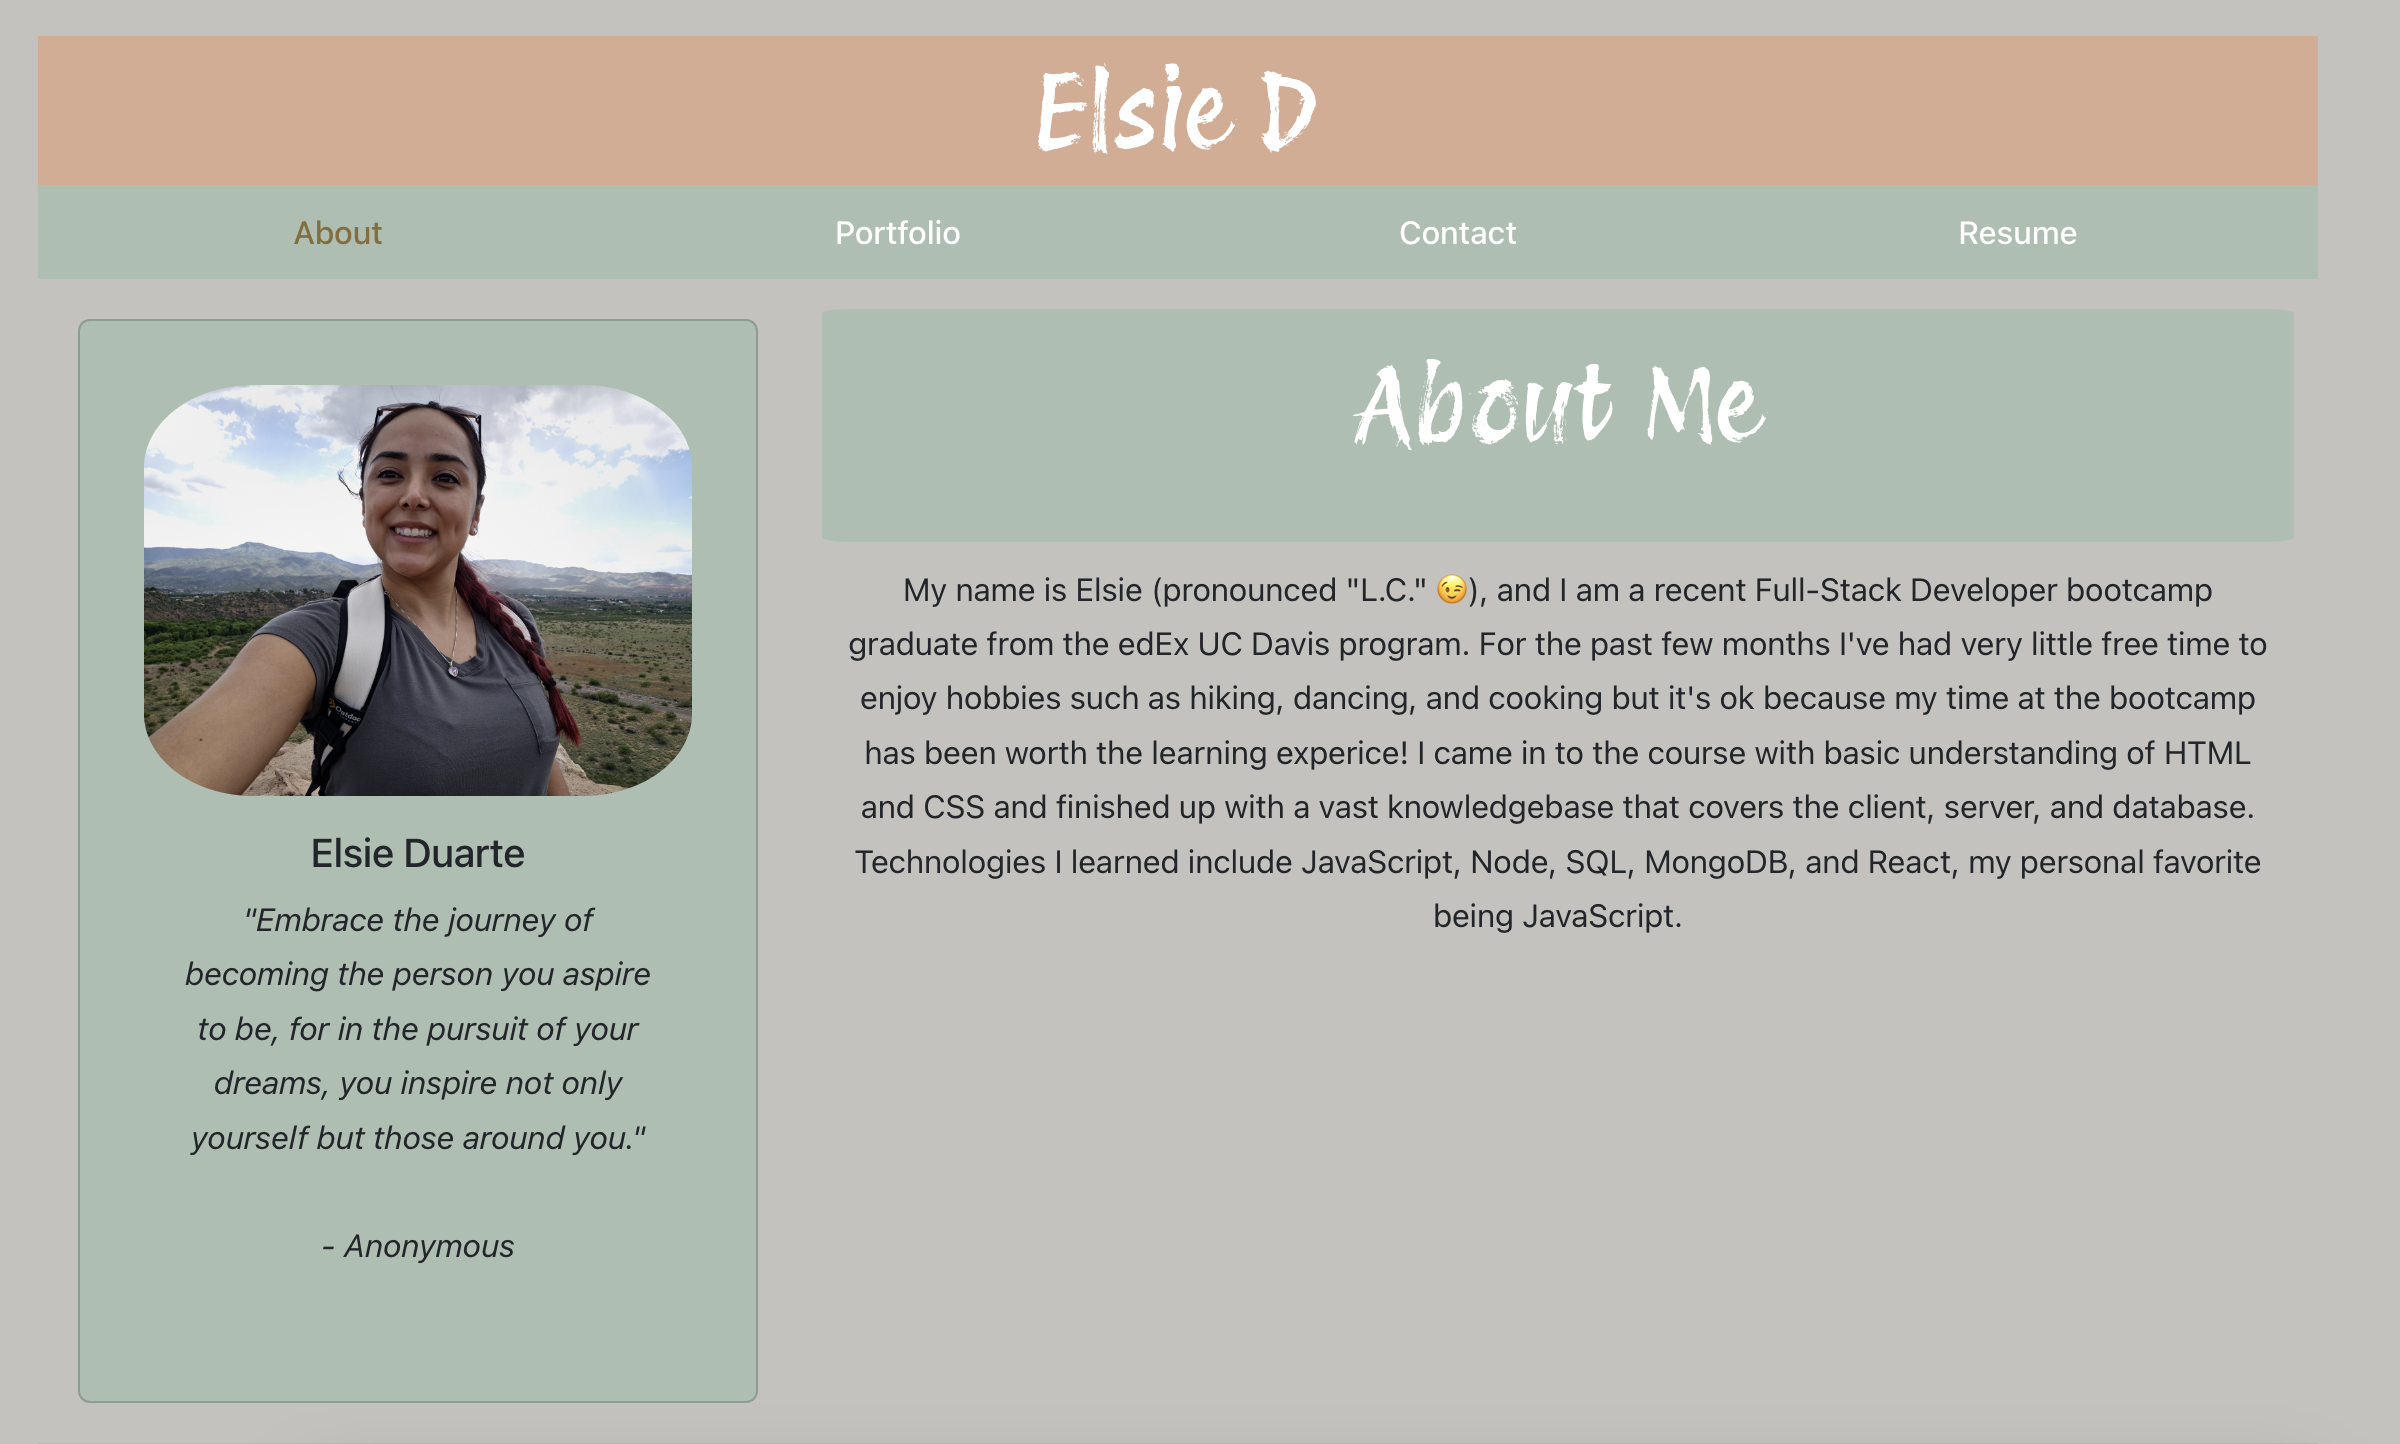 Elsie D
About Portfolio Contact Resume
Elsie Duarte
"Embrace the journey of
becoming the person you aspire
to be, for in the pursuit of your
dreams, you inspire not only
yourself but those around you."
- Anonymous
About Me
My name is Elsie (pronounced "L.C." 😉), and I am a recent Full-Stack Developer bootcamp
graduate from the edEx UC Davis program. For the past few months I've had very little free time to
enjoy hobbies such as hiking, dancing, and cooking but it's ok because my time at the bootcamp
has been worth the learning experice! I came in to the course with basic understanding of HTML
and CSS and finished up with a vast knowledgebase that covers the client, server, and database.
Technologies I learned include JavaScript, Node, SQL, MongoDB, and React, my personal favorite
being JavaScript.